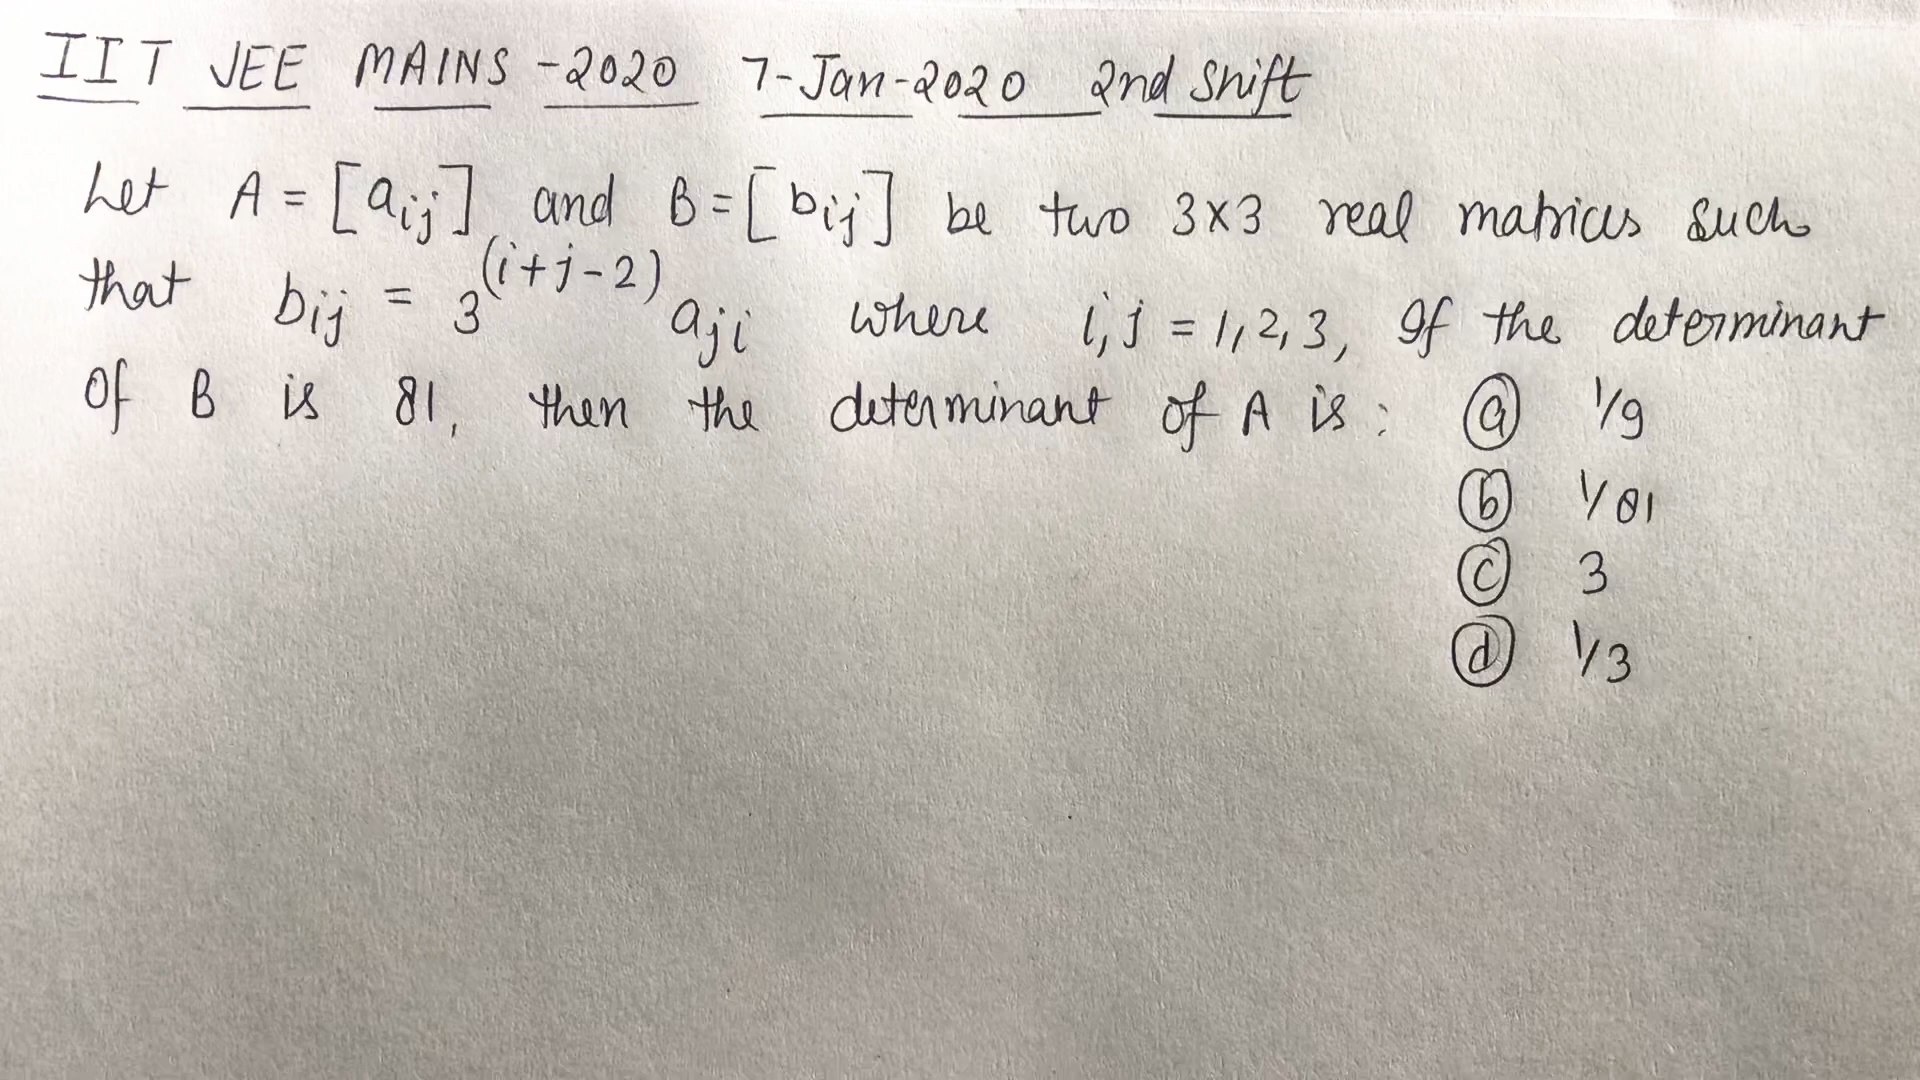 IIT JEE MAINS -2020 7-Jan-2020 2nd Shift
Let A = [aij] and B = [bij] be two 3x3 real matrices such
that bij = 3^(i+j-2) aji where i,j = 1,2,3, If the determinant
of B is 81, then the determinant of A is: (a) 1/9
(b) 1/81
(c) 3
(d) 1/3